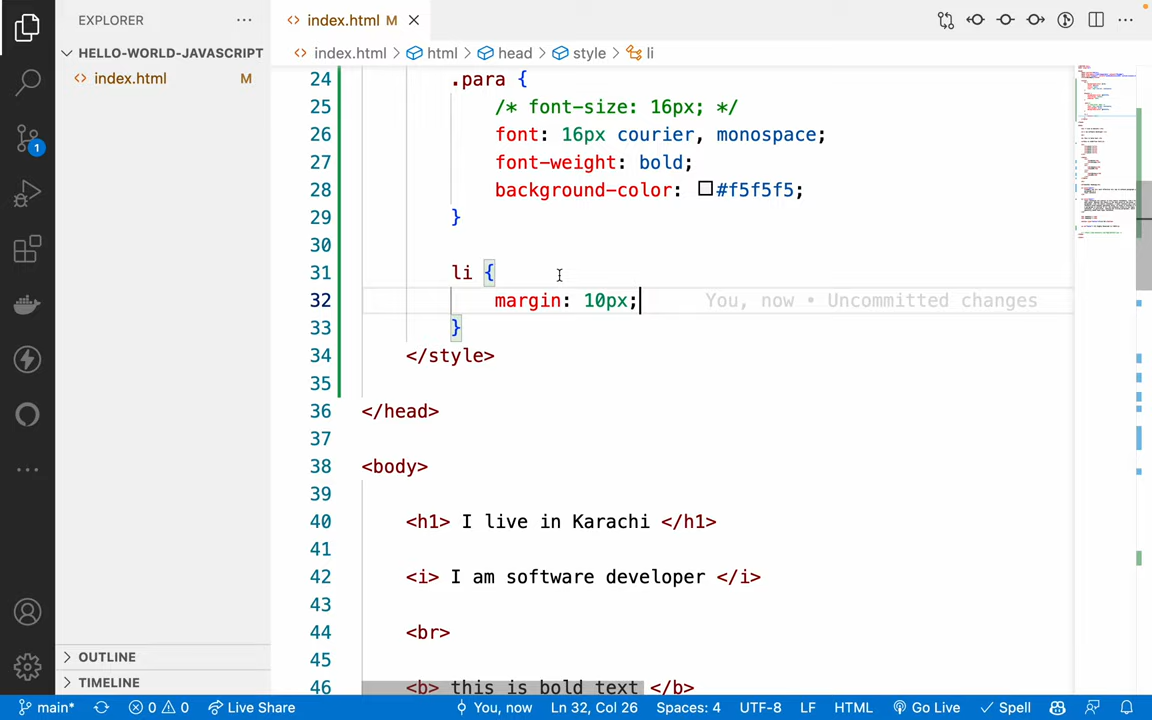 EXPLORER
index.html M
HELLO-WORLD-JAVASCRIPT
index.html > html > head > style > li
index.html M
24 .para {
25 /* font-size: 16px; */
26 font: 16px courier, monospace;
27 font-weight: bold;
28 background-color: #f5f5f5;
29 }
30
31 li {
32 margin: 10px; You, now • Uncommitted changes
33 }
34 </style>
35
36 </head>
37
38 <body>
39
40 <h1> I live in Karachi </h1>
41
42 <i> I am software developer </i>
43
44 <br>
45
46 <b> this is bold text </b>
1
OUTLINE
TIMELINE
main* 0 0 Live Share You, now Ln 32, Col 26 Spaces: 4 UTF-8 LF HTML Go Live Spell